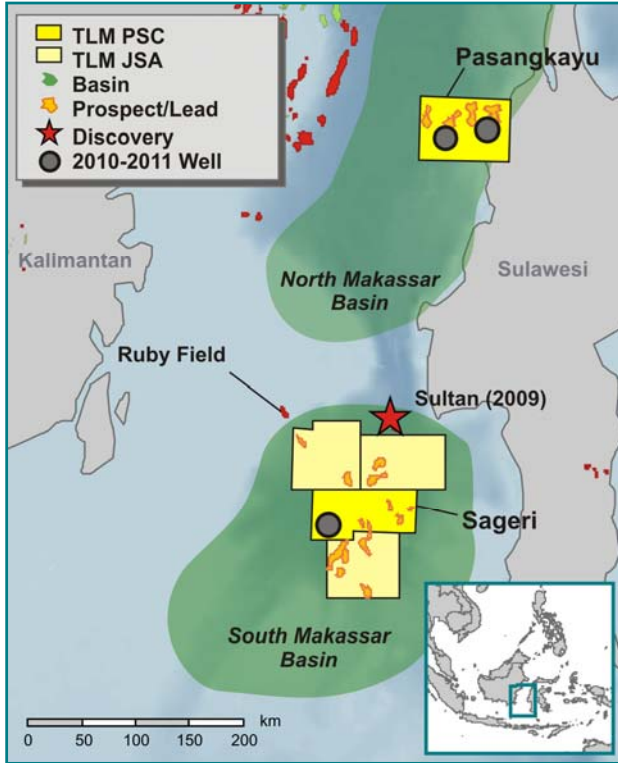 TLM PSC
TLM JSA
Basin
Prospect/Lead
Discovery
2010-2011 Well
Pasangkayu
Kalimantan
Sulawesi
North Makassar
Basin
Ruby Field
Sultan (2009)
Sageri
South Makassar
Basin
km
0 50 100 150 200